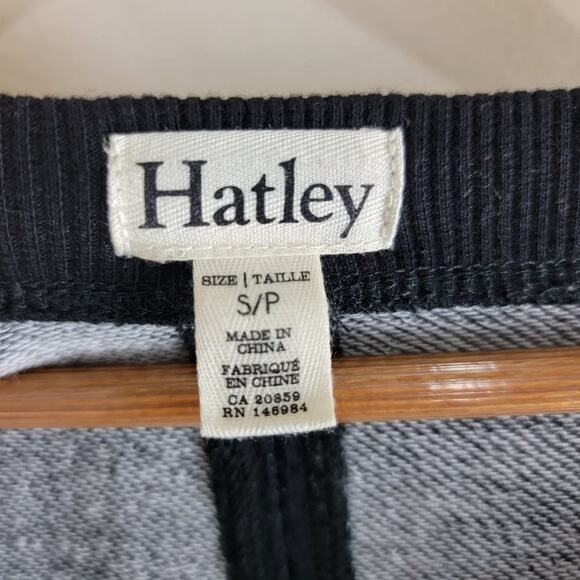 Hatley
SIZE | TAILLE
S/P
MADE IN
CHINA
FABRIQUÉ
EN CHINE
CA 20859
RN 146984